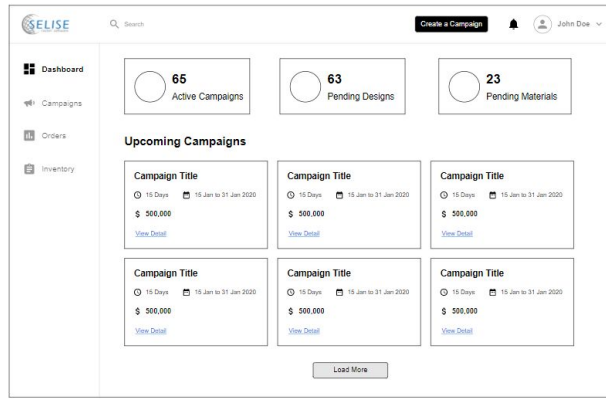 SELISE
Search
Create a Campaign
John Doe
Dashboard
Campaigns
Orders
Inventory
65
Active Campaigns
63
Pending Designs
23
Pending Materials
Upcoming Campaigns
Campaign Title
15 Days 15 Jan to 31 Jan 2020
$ 500,000
View Detail
Campaign Title
15 Days 15 Jan to 31 Jan 2020
$ 500,000
View Detail
Campaign Title
15 Days 15 Jan to 31 Jan 2020
$ 500,000
View Detail
Campaign Title
15 Days 15 Jan to 31 Jan 2020
$ 500,000
View Detail
Campaign Title
15 Days 15 Jan to 31 Jan 2020
$ 500,000
View Detail
Campaign Title
15 Days 15 Jan to 31 Jan 2020
$ 500,000
View Detail
Load More